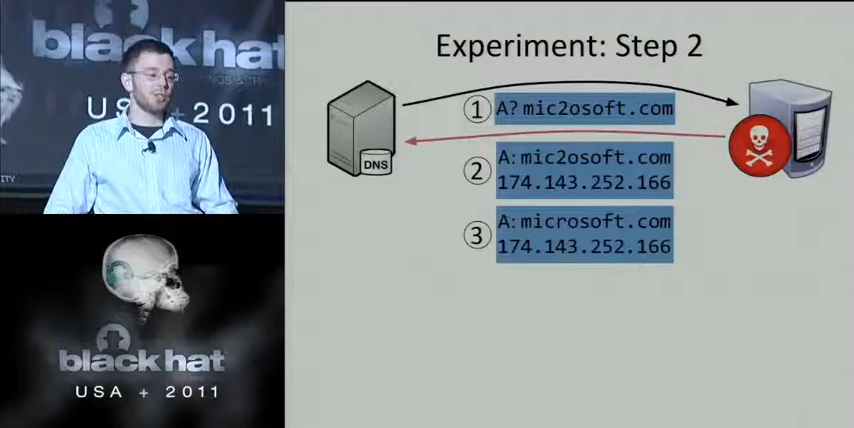 black hat
USA + 2011
ITY
black hat
USA + 2011
Experiment: Step 2
DNS
1 A? mic2osoft.com
2 A: mic2osoft.com
174.143.252.166
3 A: microsoft.com
174.143.252.166